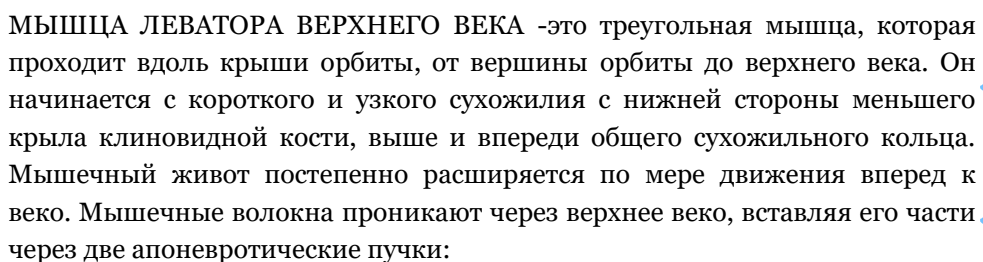 МЫШЦА ЛЕВАТОРА ВЕРХНЕГО ВЕКА -это треугольная мышца, которая
проходит вдоль крыши орбиты, от вершины орбиты до верхнего века. Он
начинается с короткого и узкого сухожилия с нижней стороны меньшего
крыла клиновидной кости, выше и впереди общего сухожильного кольца.
Мышечный живот постепенно расширяется по мере движения вперед к
веко. Мышечные волокна проникают через верхнее веко, вставляя его части
через две апоневротические пучки: